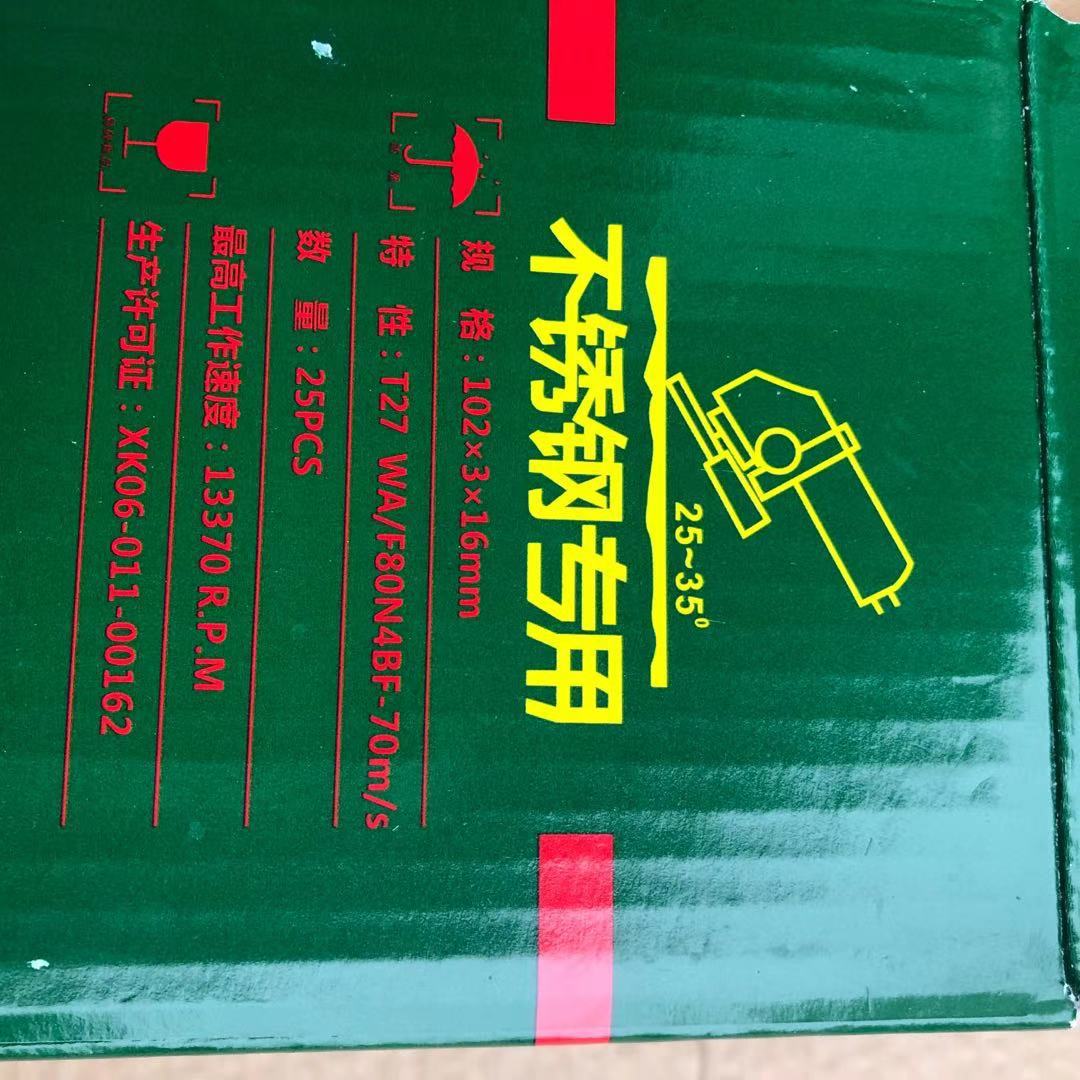 25~35⁰
不锈钢专用
规 格：102×3×16mm
特 性：T27 WA/F80N4BF-70m/s
数 量：25PCS
最高工作速度：13370 R.P.M
生产许可证：XK06-011-00162